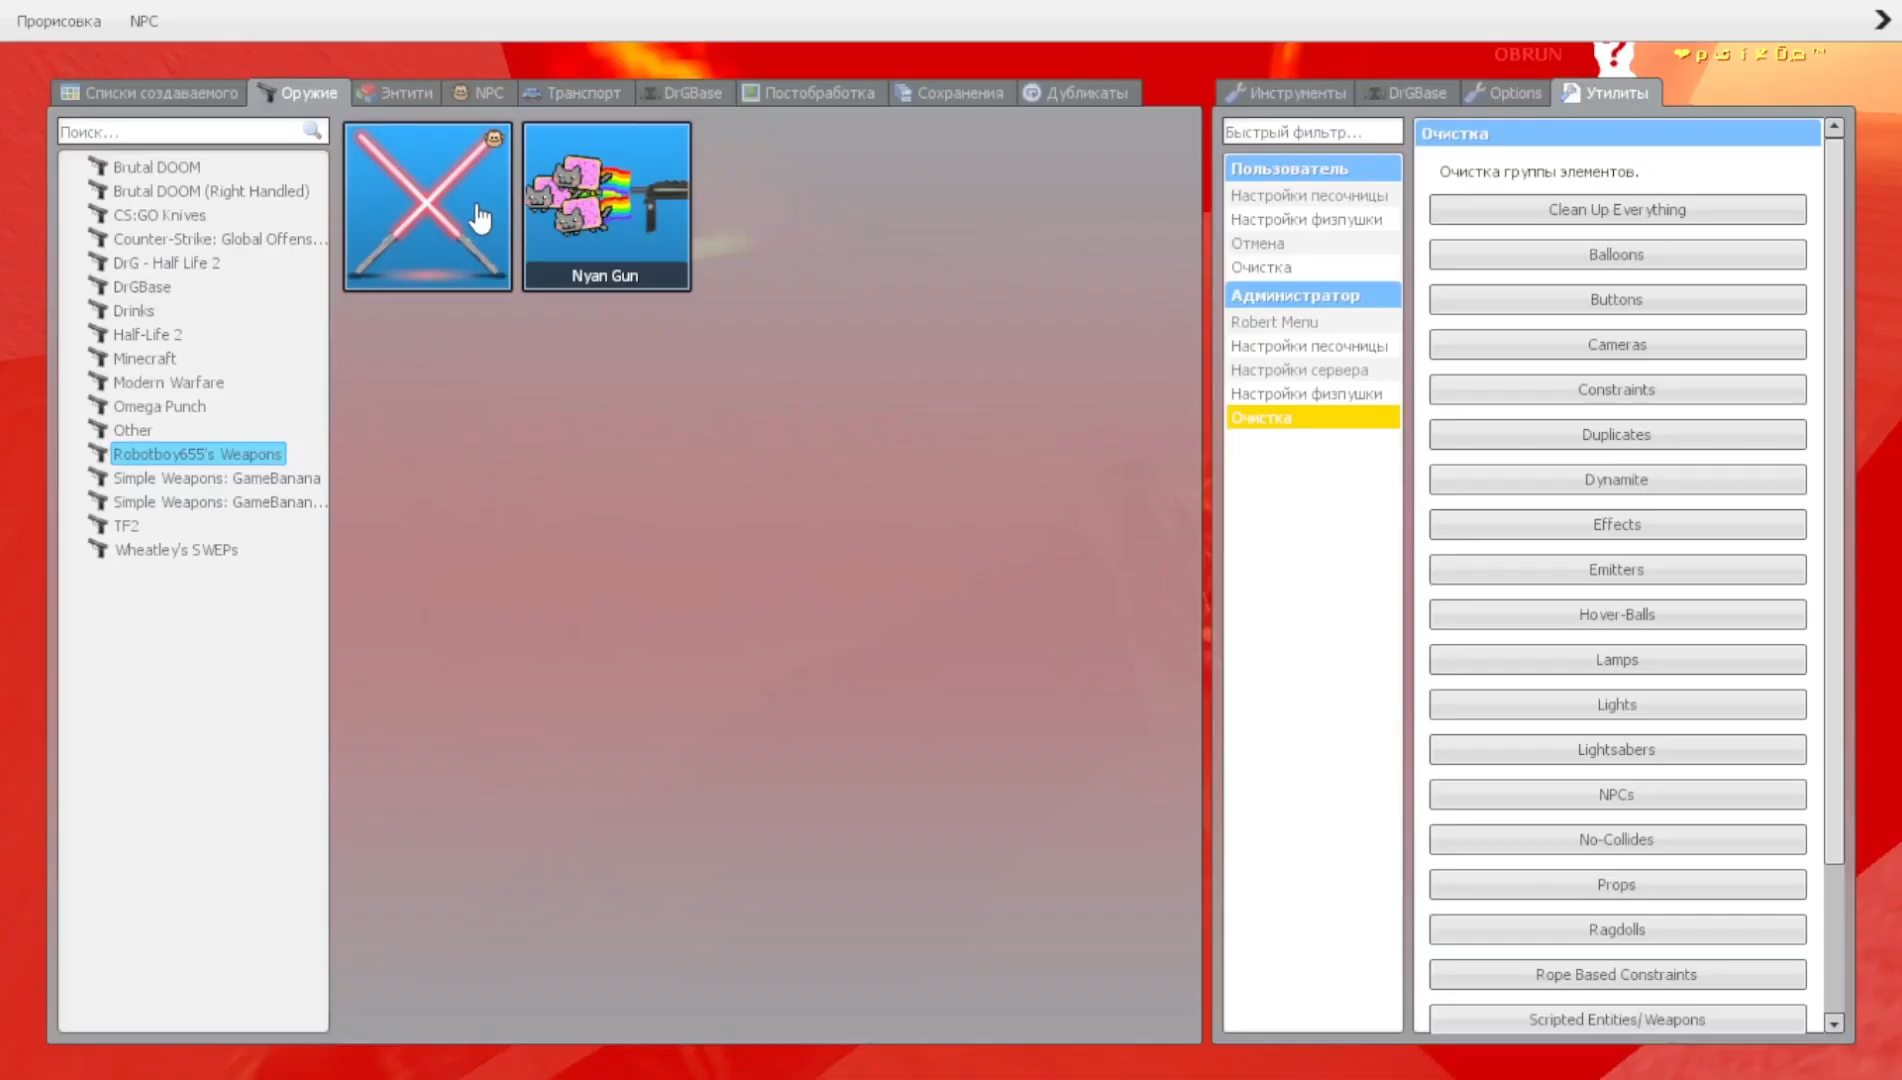 Прорисовка NPC
OBRUN
Списки создаваемого Оружие Энтити NPC Транспорт DrGBase Постобработка Сохранения Дубликаты
Инструменты DrGBase Options Утилиты
Поиск...
Brutal DOOM
Brutal DOOM (Right Handled)
CS:GO Knives
Counter-Strike: Global Offens...
DrG - Half Life 2
DrGBase
Drinks
Half-Life 2
Minecraft
Modern Warfare
Omega Punch
Other
Robotboy655's Weapons
Simple Weapons: GameBanana
Simple Weapons: GameBanan...
TF2
Wheatley's SWEPs
Nyan Gun
Быстрый фильтр...
Пользователь
Настройки песочницы
Настройки физпушки
Отмена
Очистка
Администратор
Robert Menu
Настройки песочницы
Настройки сервера
Настройки физпушки
Очистка
Очистка
Очистка группы элементов.
Clean Up Everything
Balloons
Buttons
Cameras
Constraints
Duplicates
Dynamite
Effects
Emitters
Hover-Balls
Lamps
Lights
Lightsabers
NPCs
No-Collides
Props
Ragdolls
Rope Based Constraints
Scripted Entities/Weapons